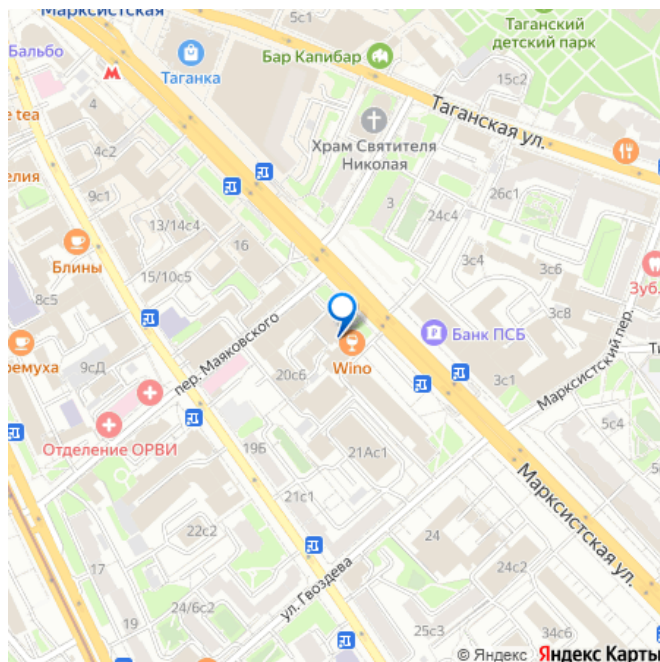 Марксистская
5с1
Таганский
детский парк
Бар Капибар
Бальбо
Таганка
15с2
4
e tea
Таганская ул.
Храм Святителя
Николая
4с2
елия
9с1
26с1
3
24с4
13/14с4
16
3с4
3с6
Блины
15/10с5
Зуб.
8с5
3с8
Банк ПСБ
пер. Маяковского
Марксистский пер.
9сД
ремуха
Wino
20с6
3с1
Отделение ОРВИ
19Б
21Ас1
5с4
21с1
Марксистская ул.
22с2
24
17
24с2
ул. Гвоздева
24/6с2
25с3
34с6
© Яндекс Яндекс Карты